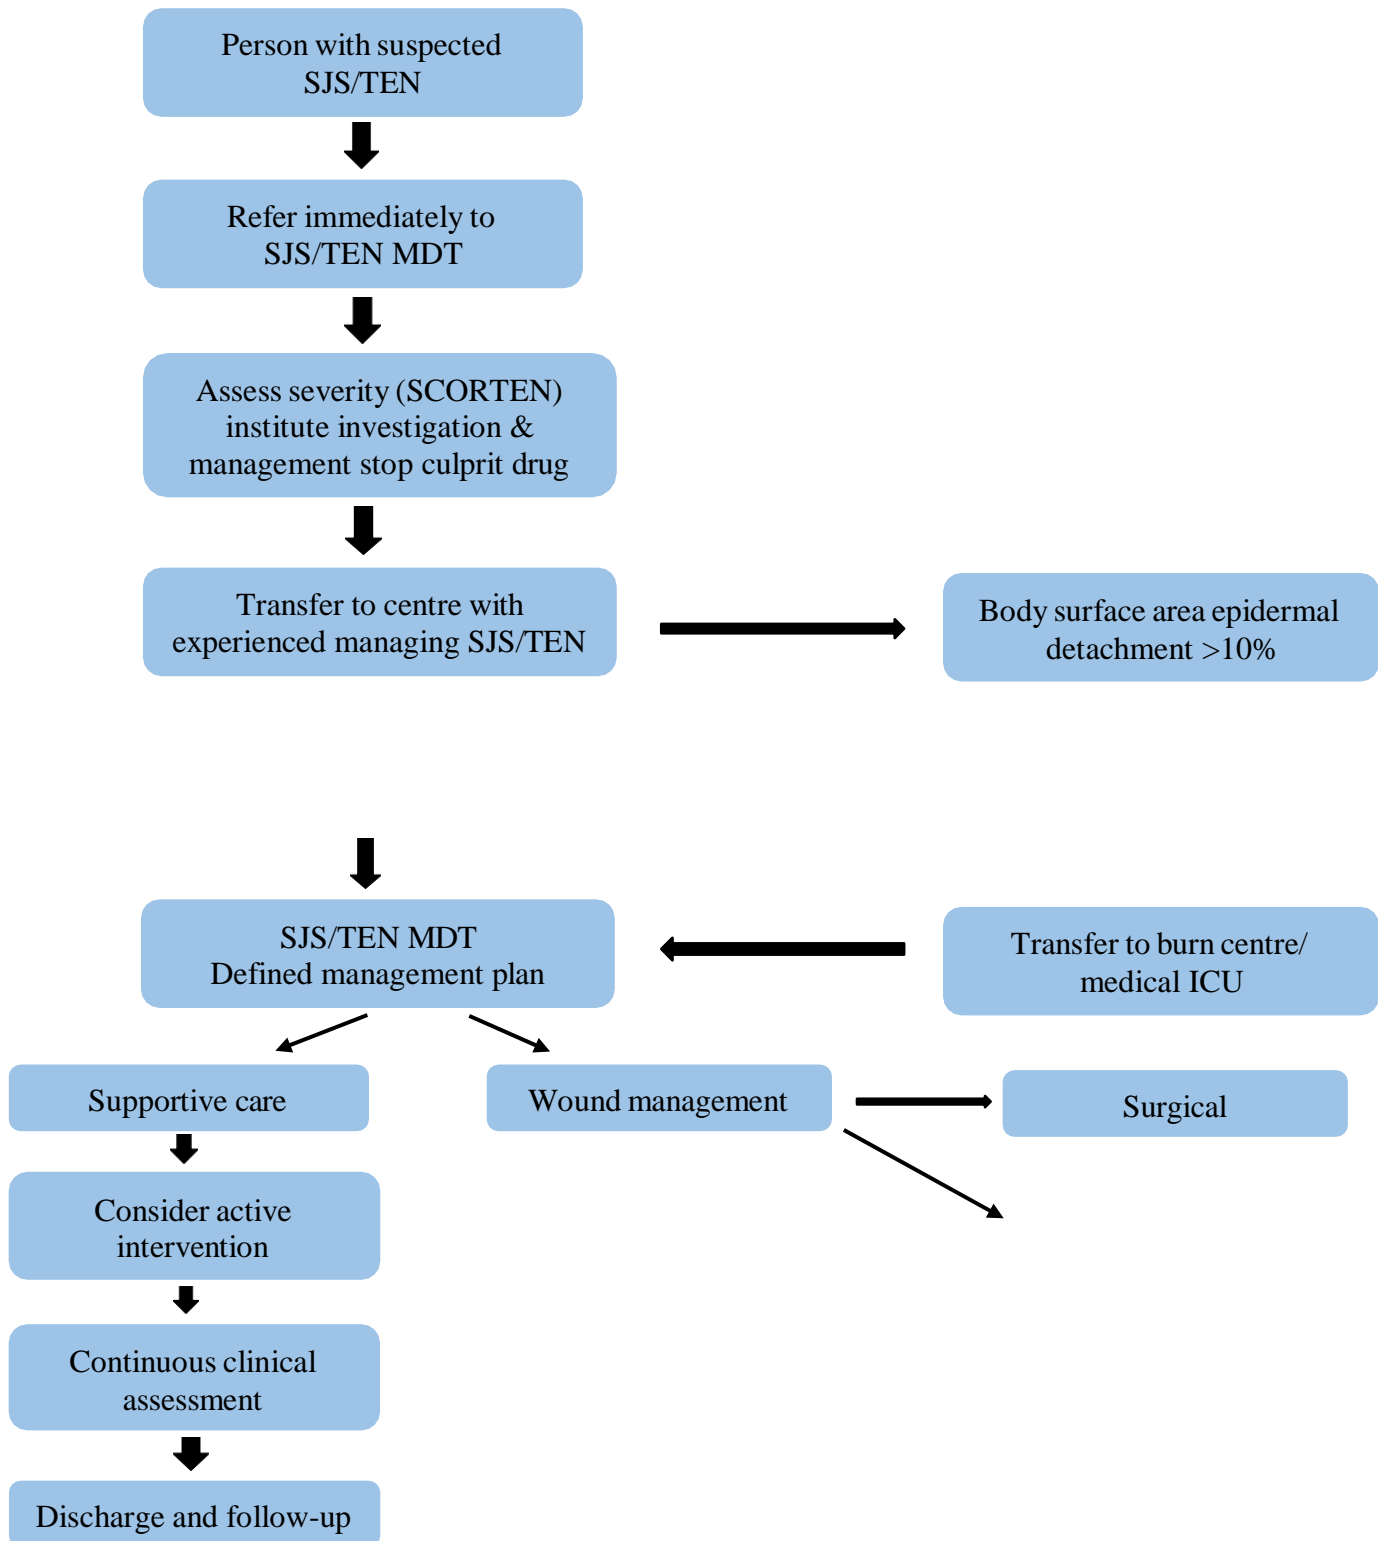 Person with suspected
SJS/TEN
Refer immediately to
SJS/TEN MDT
Assess severity (SCORTEN)
institute investigation &
management stop culprit drug
Transfer to centre with
experienced managing SJS/TEN
Body surface area epidermal
detachment >10%
SJS/TEN MDT
Defined management plan
Transfer to burn centre/
medical ICU
Supportive care
Wound management
Surgical
Consider active
intervention
Continuous clinical
assessment
Discharge and follow-up